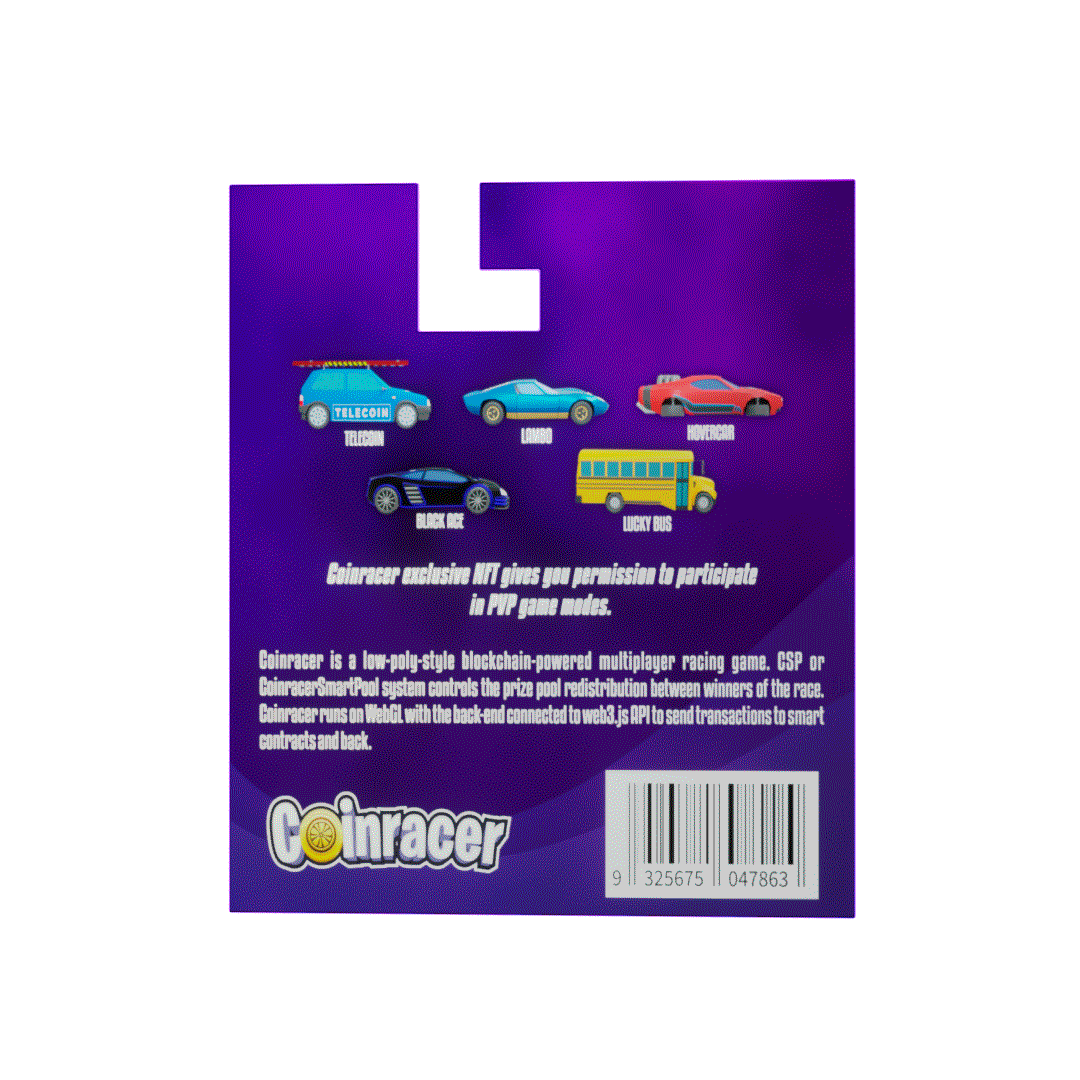 TELECOIN
TELECOIN
LAMBO
HOVERCAR
BLACK ACE
LUCKY BUS
Coinracer exclusive NFT gives you permission to participate
in PVP game modes.
Coinracer is a low-poly-style blockchain-powered multiplayer racing game. CSP or
CoinracerSmartPool system controls the prize pool redistribution between winners of the race.
Coinracer runs on WebGL with the back-end connected to web3.js API to send transactions to smart
contracts and back.
Coinracer
9 325675 047863